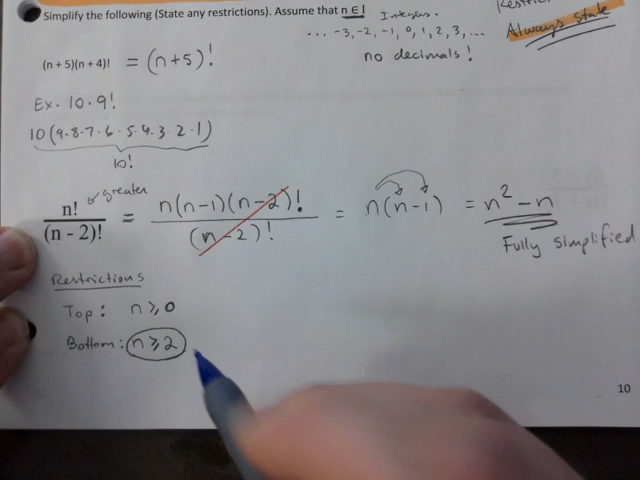 Simplify the following (State any restrictions). Assume that n ∈ I
Integers.
... -3, -2, -1, 0, 1, 2, 3, ...
no decimals!
Always state
(n + 5)(n + 4)! = (n+5)!
Ex. 10·9!
10(9·8·7·6·5·4·3·2·1)
10!
greater
n!/(n - 2)! = n(n-1)(n-2)!/(n-2)! = n(n-1) = n² - n
Fully simplified
Restrictions
Top: n ≥ 0
Bottom: n ≥ 2
10